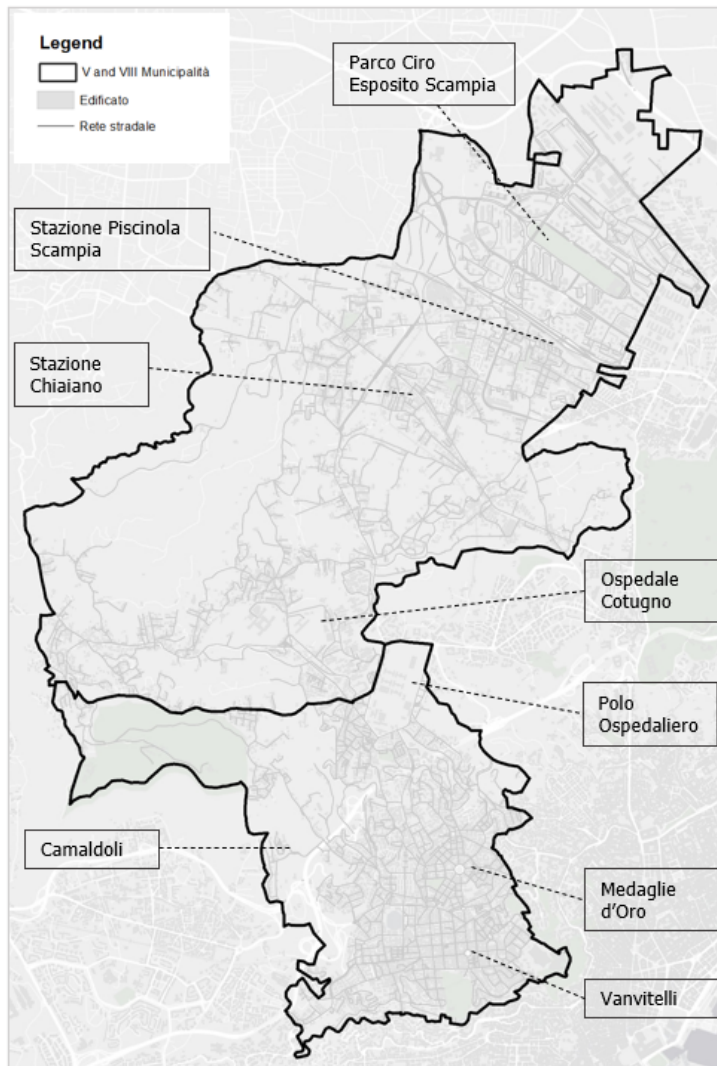 Legend
V and VIII Municipalità
Edificato
Rete stradale
Parco Ciro
Esposito Scampia
Stazione Piscinola
Scampia
Stazione
Chiaiano
Ospedale
Cotugno
Polo
Ospedaliero
Camaldoli
Medaglie
d'Oro
Vanvitelli